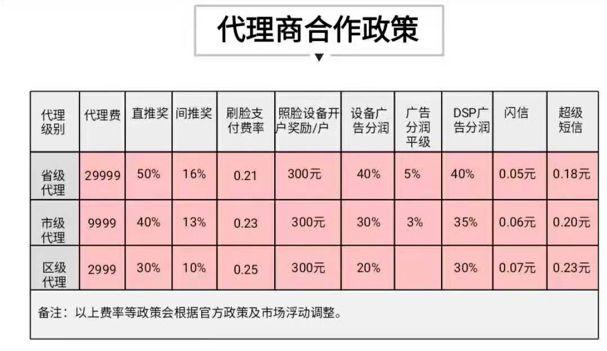 代理商合作政策
代理级别 代理费 直推奖 间推奖 刷脸支付费率 照脸设备开户奖励/户 设备广告分润 广告分润平级 DSP广告分润 闪信 超级短信
省级代理 29999 50% 16% 0.21 300元 40% 5% 40% 0.05元 0.18元
市级代理 9999 40% 13% 0.23 300元 30% 3% 35% 0.06元 0.20元
区级代理 2999 30% 10% 0.25 300元 20% 30% 0.07元 0.23元
备注：以上费率等政策会根据官方政策及市场浮动调整。